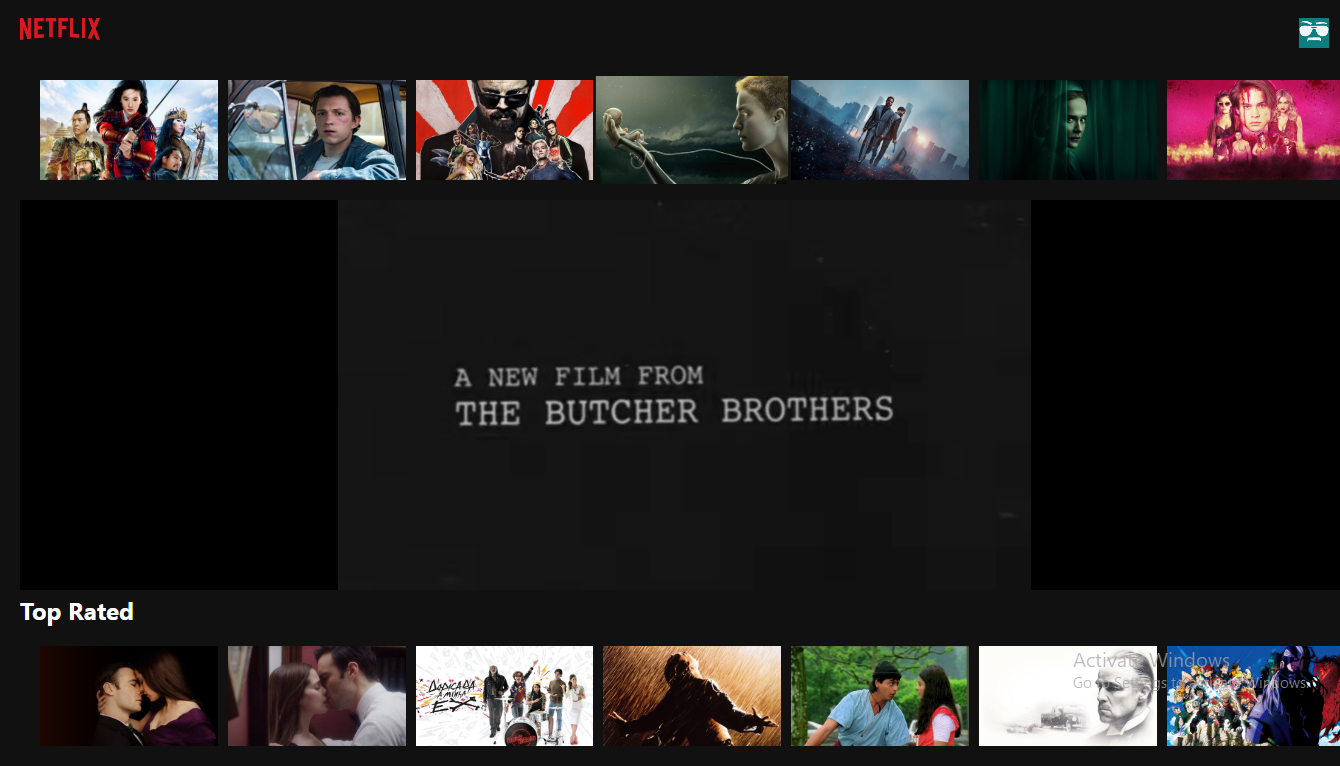 NETFLIX
A NEW FILM FROM
THE BUTCHER BROTHERS
Top Rated
DEDICADA
A MINHA
EX
Activate Windows
Go to Settings to activate Windows.